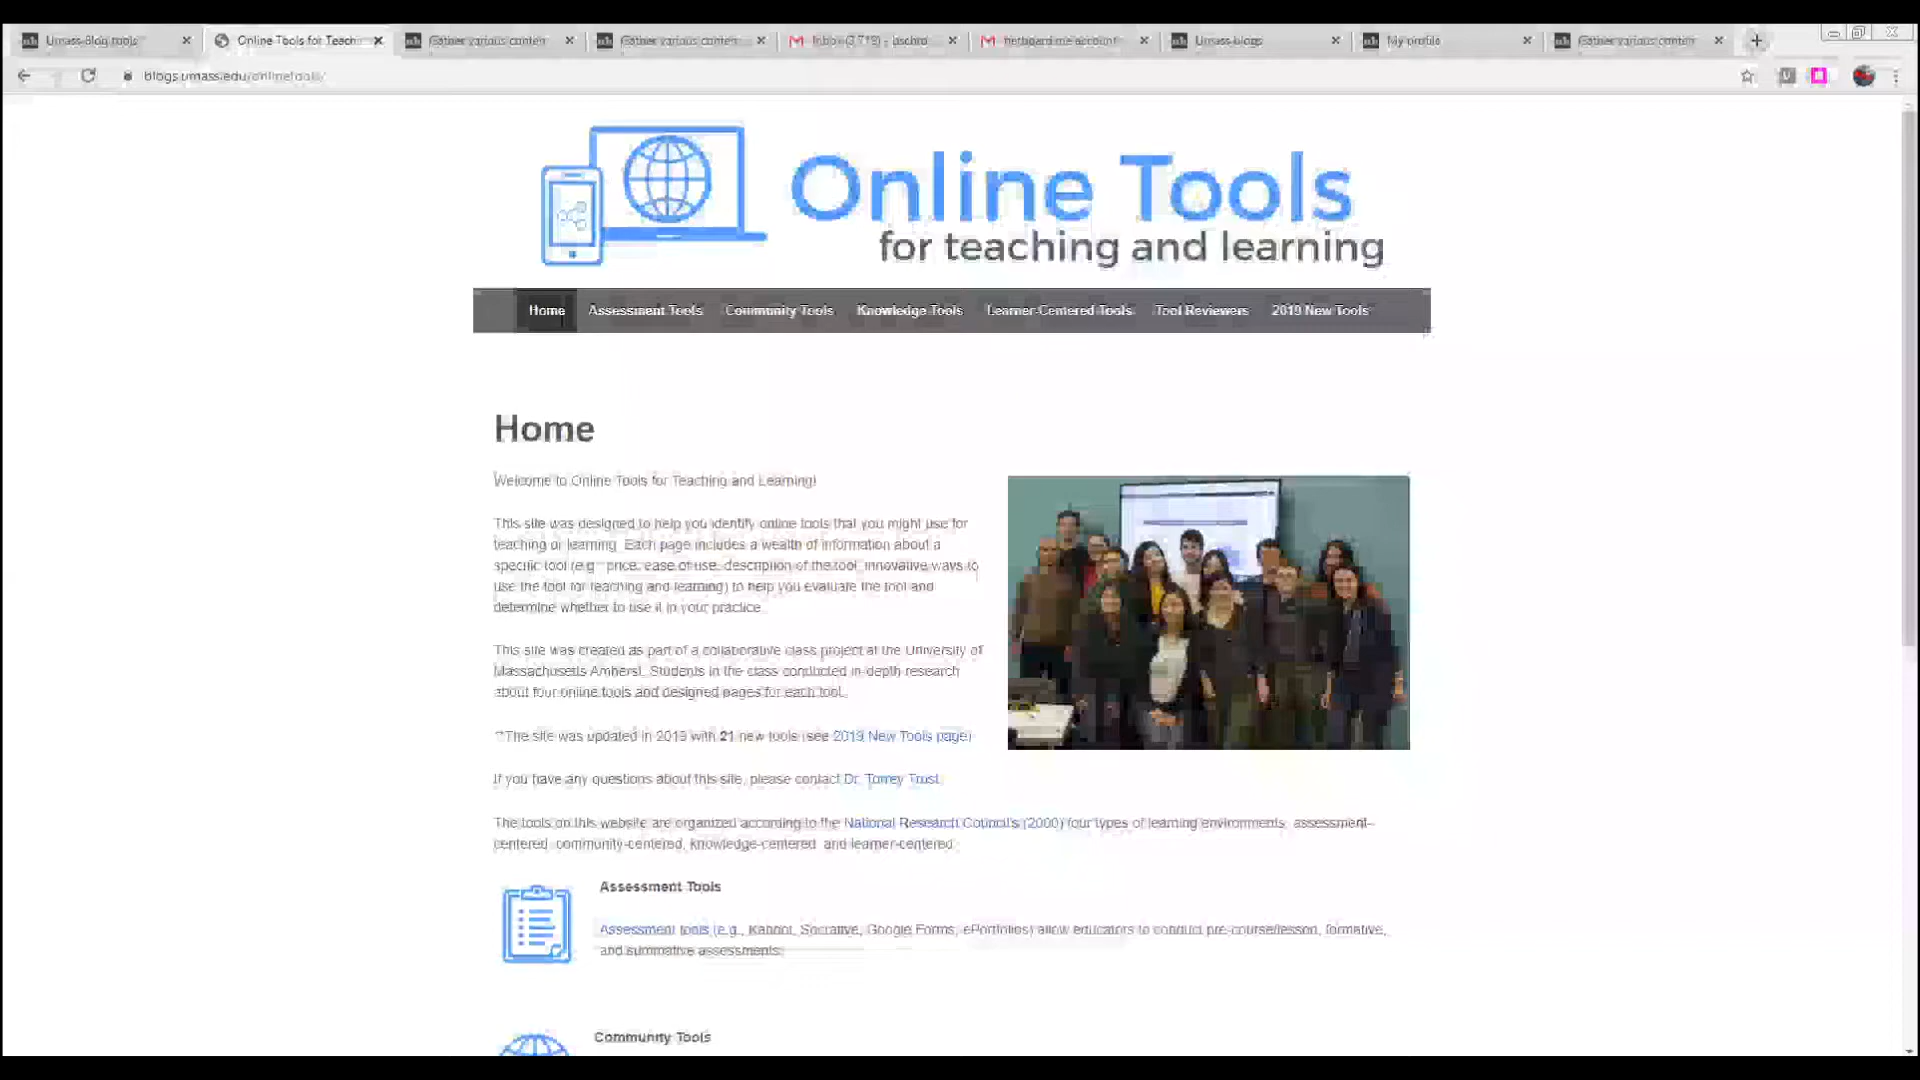 Umass-Blog tools
Online Tools for Teach
Gather various conten
Gather various conten
Inbox
netboard.me account
Umass-blogs
My profile
Gather various conten
blogs.umass.edu/onlinetools/
Online Tools
for teaching and learning
Home
Assessment Tools
Community Tools
Knowledge Tools
Learner-Centered Tools
Tool Reviewers
2019 New Tools
Home
Welcome to Online Tools for Teaching and Learning!
This site was designed to help you identify online tools that you might use for
teaching or learning. Each page includes a wealth of information about a
specific tool (e.g., price, ease of use, description of the tool, innovative ways to
use the tool for teaching and learning) to help you evaluate the tool and
determine whether to use it in your practice.
This site was created as part of a collaborative class project at the University of
Massachusetts Amherst. Students in the class conducted in-depth research
about four online tools and designed pages for each tool.
**The site was updated in 2019 with 21 new tools (see 2019 New Tools page)
If you have any questions about this site, please contact Dr. Torrey Trust.
The tools on this website are organized according to the National Research Council's (2000) four types of learning environments: assessment-
centered, community-centered, knowledge-centered, and learner-centered.
Assessment Tools
Assessment tools (e.g., Kahoot, Socrative, Google Forms, ePortfolios) allow educators to conduct pre-course/lesson, formative,
and summative assessments.
Community Tools